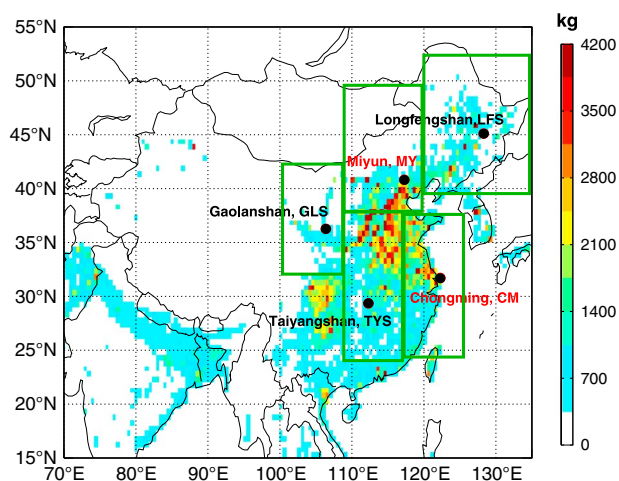 kg
55°N
50°N
45°N
40°N
35°N
30°N
25°N
20°N
15°N
70°E
80°E
90°E
100°E
110°E
120°E
130°E
Longfengshan,LFS
Miyun, MY
Gaolanshan, GLS
Chongming, CM
Taiyangshan, TYS
4200
3500
2800
2100
1400
700
0